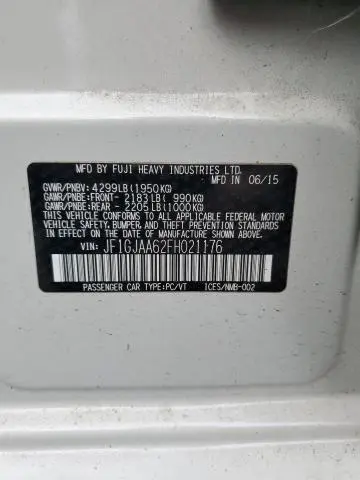 MFD BY FUJI HEAVY INDUSTRIES LTD.
MFD IN 06/15
GVWR/PNBV: 4299LB(1950KG)
GAWR/PNBE:FRONT- 2183LB( 990KG)
GAWR/PNBE:REAR - 2205LB(1000KG)
THIS VEHICLE CONFORMS TO ALL APPLICABLE
FEDERAL MOTOR VEHICLE
SAFETY, BUMPER, AND THEFT PREVENTION
STANDARDS IN EFFECT ON THE DATE OF
MANUFACTURE SHOWN ABOVE.
VIN: JF1GJAA62FH021176
PASSENGER CAR TYPE:PC/VT ICES/NMB-002